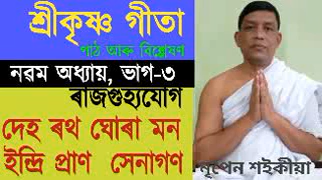 শ্রীকৃষ্ণ গীতা
পাঠ আৰু বিশ্লেষণ
নৱম অধ্যায়, ভাগ-৩
ৰাজগুহ্যযোগ
দেহ ৰথ ঘোৰা মন
ইন্দ্ৰি প্ৰাণ সেনাগণ
নৃপেন শইকীয়া